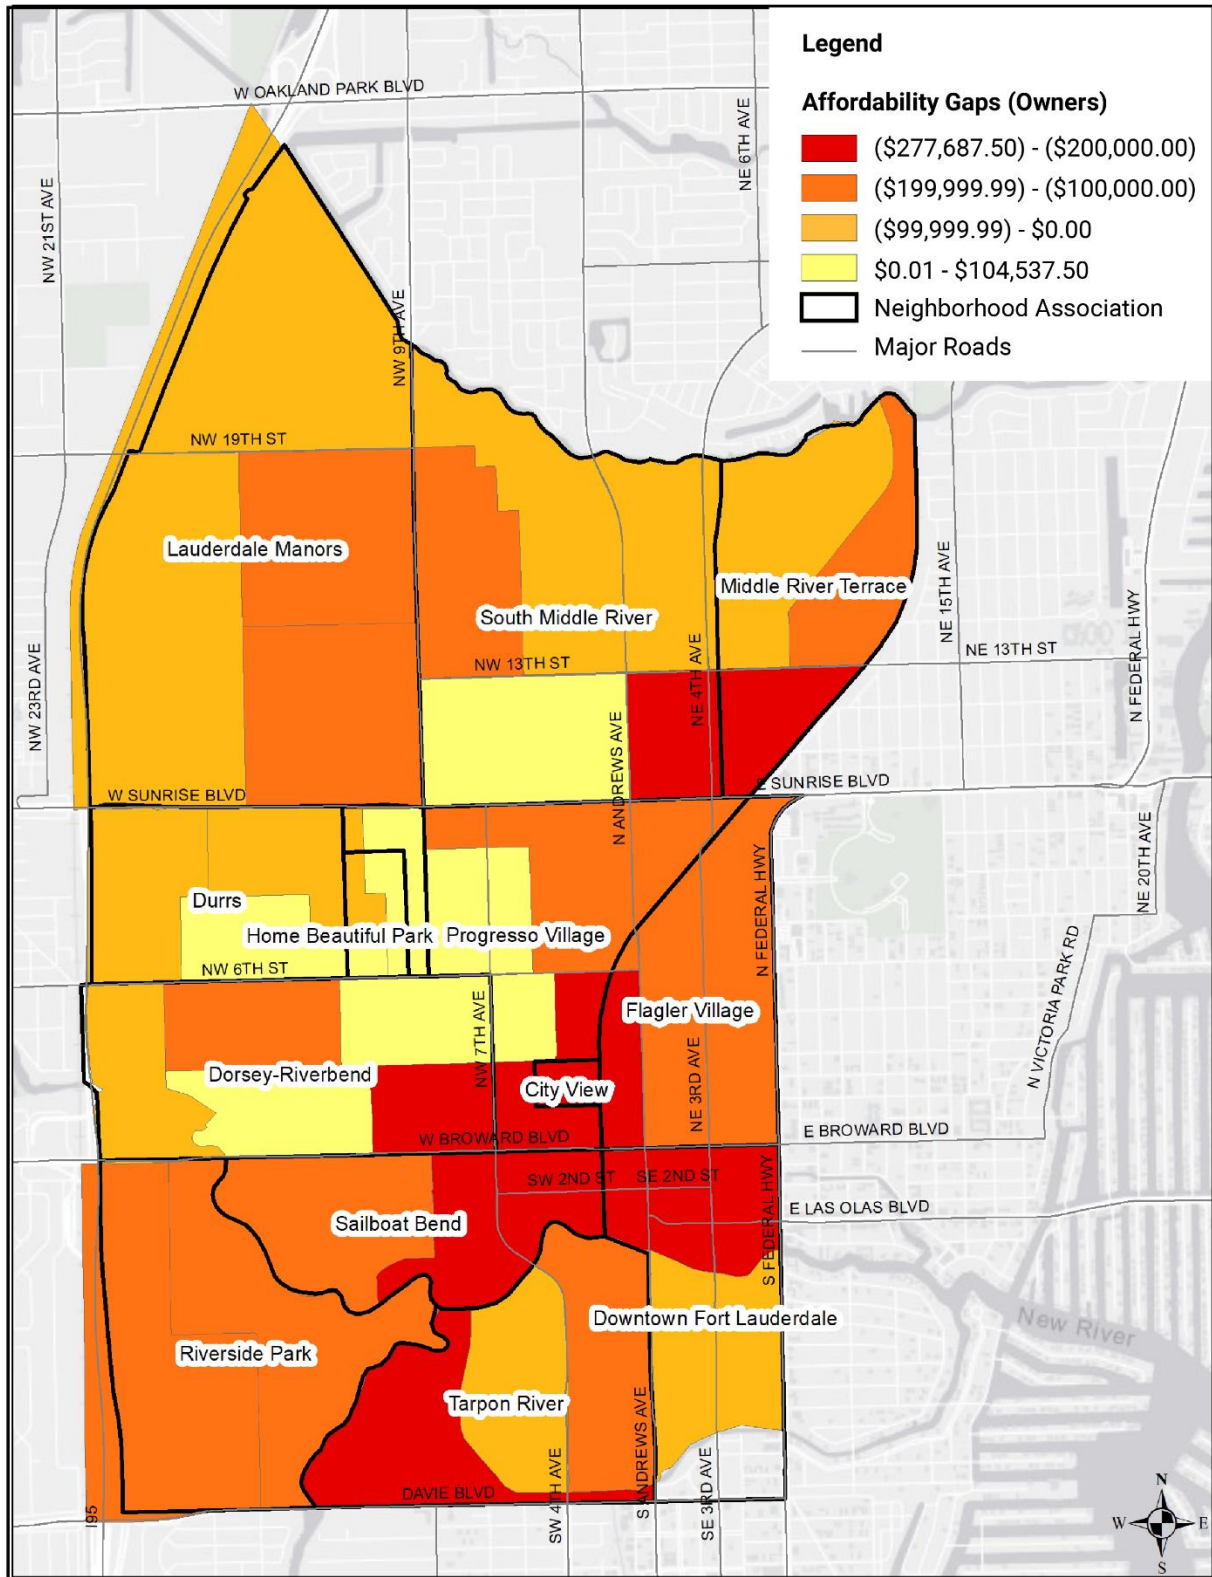 Legend
Affordability Gaps (Owners)
($277,687.50) - ($200,000.00)
($199,999.99) - ($100,000.00)
($99,999.99) - $0.00
$0.01 - $104,537.50
Neighborhood Association
Major Roads
W OAKLAND PARK BLVD
NE 6TH AVE
NW 21ST AVE
NW 9TH AVE
NW 19TH ST
Lauderdale Manors
South Middle River
Middle River Terrace
NE 15TH AVE
NE 13TH ST
N FEDERAL HWY
NW 13TH ST
NE 4TH AVE
NW 23RD AVE
N ANDREWS AVE
W SUNRISE BLVD
E SUNRISE BLVD
NE 20TH AVE
Durrs
Home Beautiful Park
Progresso Village
N FEDERAL HWY
NW 6TH ST
N VICTORIA PARK RD
Flagler Village
NW 7TH AVE
NE 3RD AVE
Dorsey-Riverbend
City View
W BROWARD BLVD
E BROWARD BLVD
SW 2ND ST
SE 2ND ST
S FEDERAL HWY
E LAS OLAS BLVD
Sailboat Bend
Downtown Fort Lauderdale
New River
Riverside Park
Tarpon River
S ANDREWS AVE
SW 4TH AVE
SE 3RD AVE
DAVIE BLVD
I95
N
W
E
S